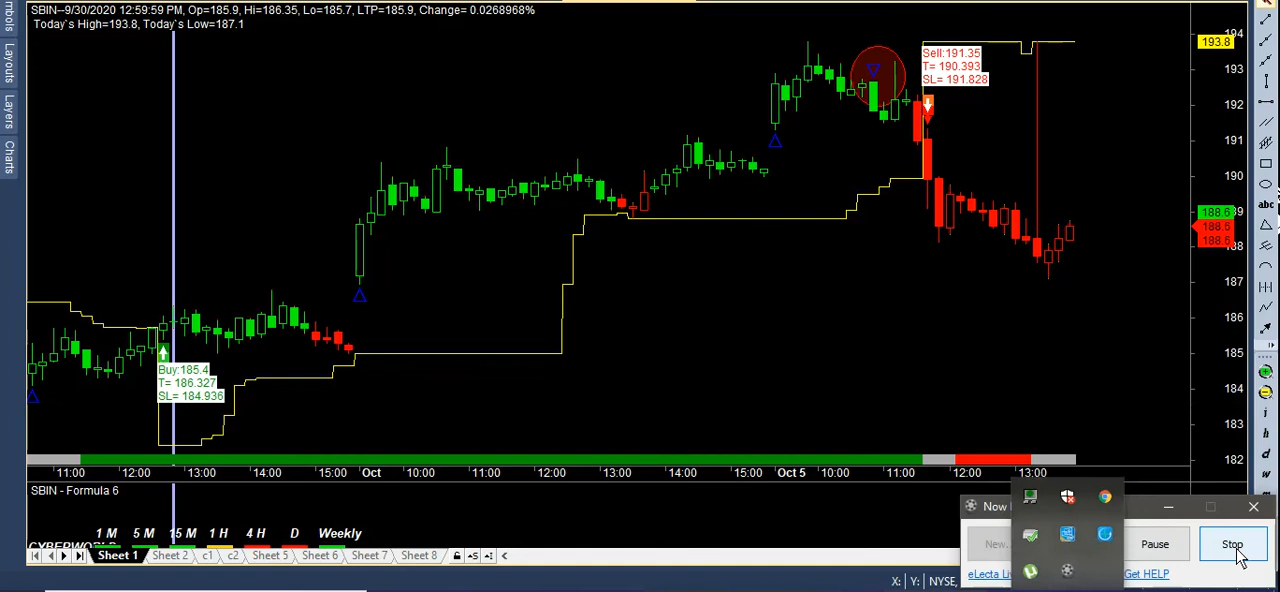 SBIN--9/30/2020 12:59:59 PM, Op=185.9, Hi=186.35, Lo=185.7, LTP=185.9, Change= 0.0268968%
Today`s High=193.8, Today`s Low=187.1
Layouts
Layers
Charts
Sell:191.35
T= 190.393
SL= 191.828
Buy:185.4
T= 186.327
SL= 184.936
194
193.8
193
192
191
190
188.6
188.6
188.6
188
187
186
185
184
183
182
11:00 12:00 13:00 14:00 15:00 Oct 10:00 11:00 12:00 13:00 14:00 15:00 Oct 5 10:00 12:00 13:00
SBIN - Formula 6
1 M 5 M 15 M 1 H 4 H D Weekly
Sheet 1 Sheet 2 c1 c2 Sheet 5 Sheet 6 Sheet 7 Sheet 8
X: Y: NYSE,
Now
New... Pause Stop
eLecta Get HELP
abc
i
h
d
w